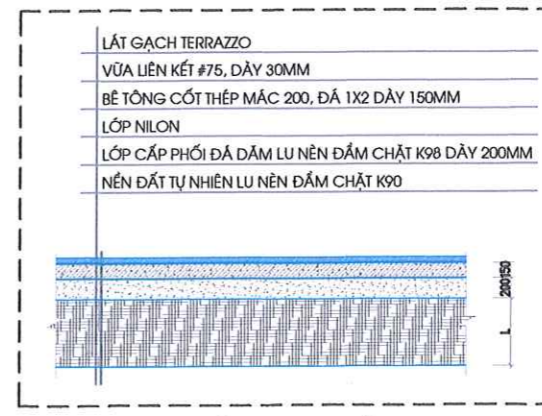 LÁT GẠCH TERRAZZO
VỮA LIÊN KẾT #75, DÀY 30MM
BÊ TÔNG CỐT THÉP MÁC 200, ĐÁ 1X2 DÀY 150MM
LỚP NILON
LỚP CẤP PHỐI ĐÁ DĂM LU NÈN ĐẦM CHẶT K98 DÀY 200MM
NỀN ĐẤT TỰ NHIÊN LU NÈN ĐẦM CHẶT K90
200150
L